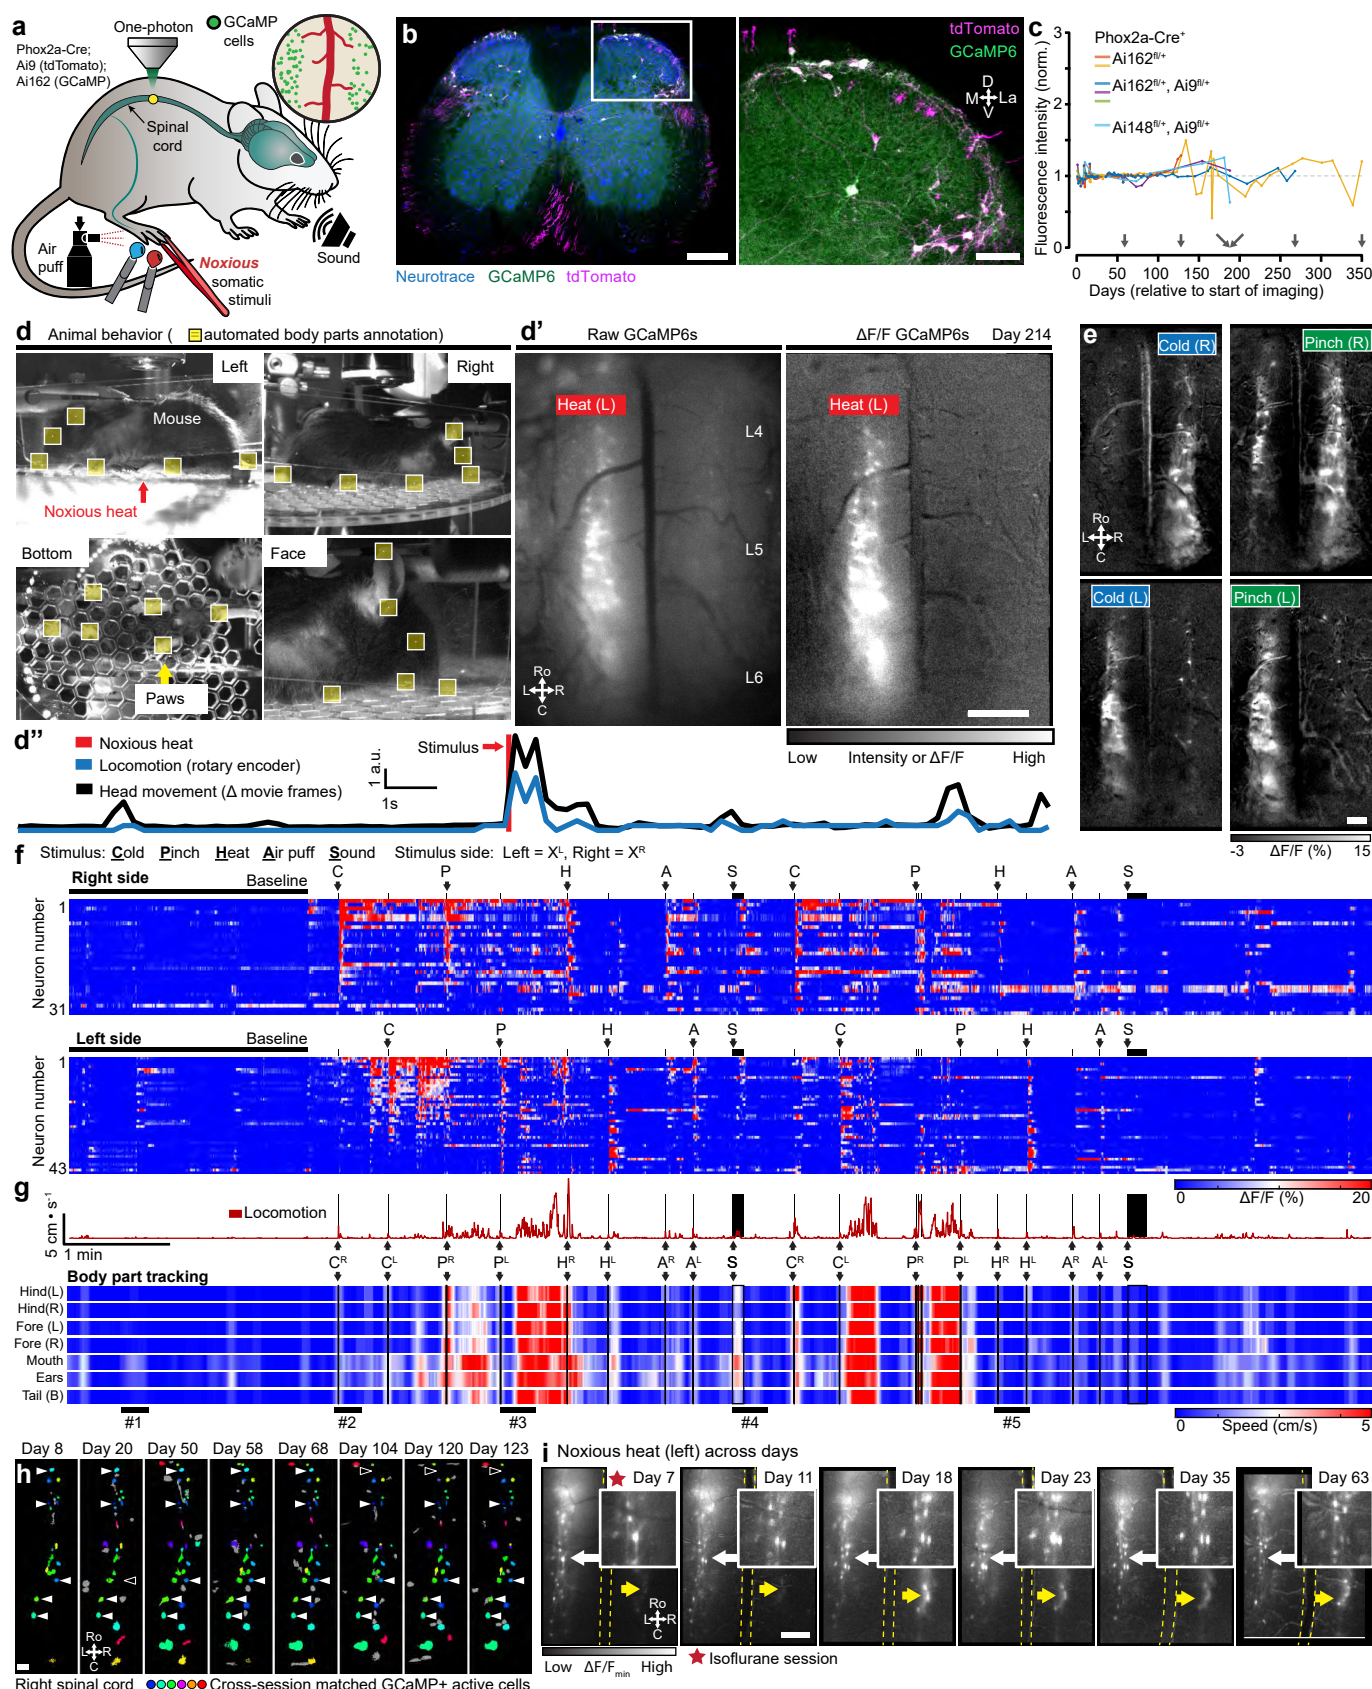 a
One-photon
GCaMP
cells
Phox2a-Cre;
Ai9 (tdTomato);
Ai162 (GCaMP)
Spinal
cord
Air
puff
Sound
Noxious
somatic
stimuli
b
Neurotrace GCaMP6 tdTomato
tdTomato
GCaMP6
D
M La
V
c
Fluorescence intensity (norm.)
3
2
1
0
Phox2a-Cre+
Ai162fl/+
Ai162fl/+, Ai9fl/+
Ai148fl/+, Ai9fl/+
0 50 100 150 200 250 300 350
Days (relative to start of imaging)
d Animal behavior ( automated body parts annotation)
Left
Mouse
Noxious heat
Right
Bottom
Paws
Face
d'
Raw GCaMP6s
ΔF/F GCaMP6s Day 214
Heat (L)
Heat (L)
L4
L5
L6
Ro
L R
C
Low Intensity or ΔF/F High
e
Cold (R)
Pinch (R)
Ro
L R
C
Cold (L)
Pinch (L)
-3 ΔF/F (%) 15
d''
Noxious heat
Locomotion (rotary encoder)
Head movement (Δ movie frames)
1 a.u.
1s
Stimulus
f Stimulus: Cold Pinch Heat Air puff Sound Stimulus side: Left = XL, Right = XR
Right side Baseline
C P H A S C P H A S
Neuron number
1
31
Left side Baseline
C P H A S C P H A S
Neuron number
1
43
0 ΔF/F (%) 20
g
5 cm • s-1
1 min
Locomotion
CR CL PR PL HR HL AR AL S CR CL PR PL HR HL AR AL S
Body part tracking
Hind(L)
Hind(R)
Fore (L)
Fore (R)
Mouth
Ears
Tail (B)
#1 #2 #3 #4 #5
0 Speed (cm/s) 5
h
Day 8 Day 20 Day 50 Day 58 Day 68 Day 104 Day 120 Day 123
Ro
L R
C
Right spinal cord Cross-session matched GCaMP+ active cells
i Noxious heat (left) across days
Day 7 Day 11 Day 18 Day 23 Day 35 Day 63
Ro
L R
C
Low ΔF/Fmin High
Isoflurane session